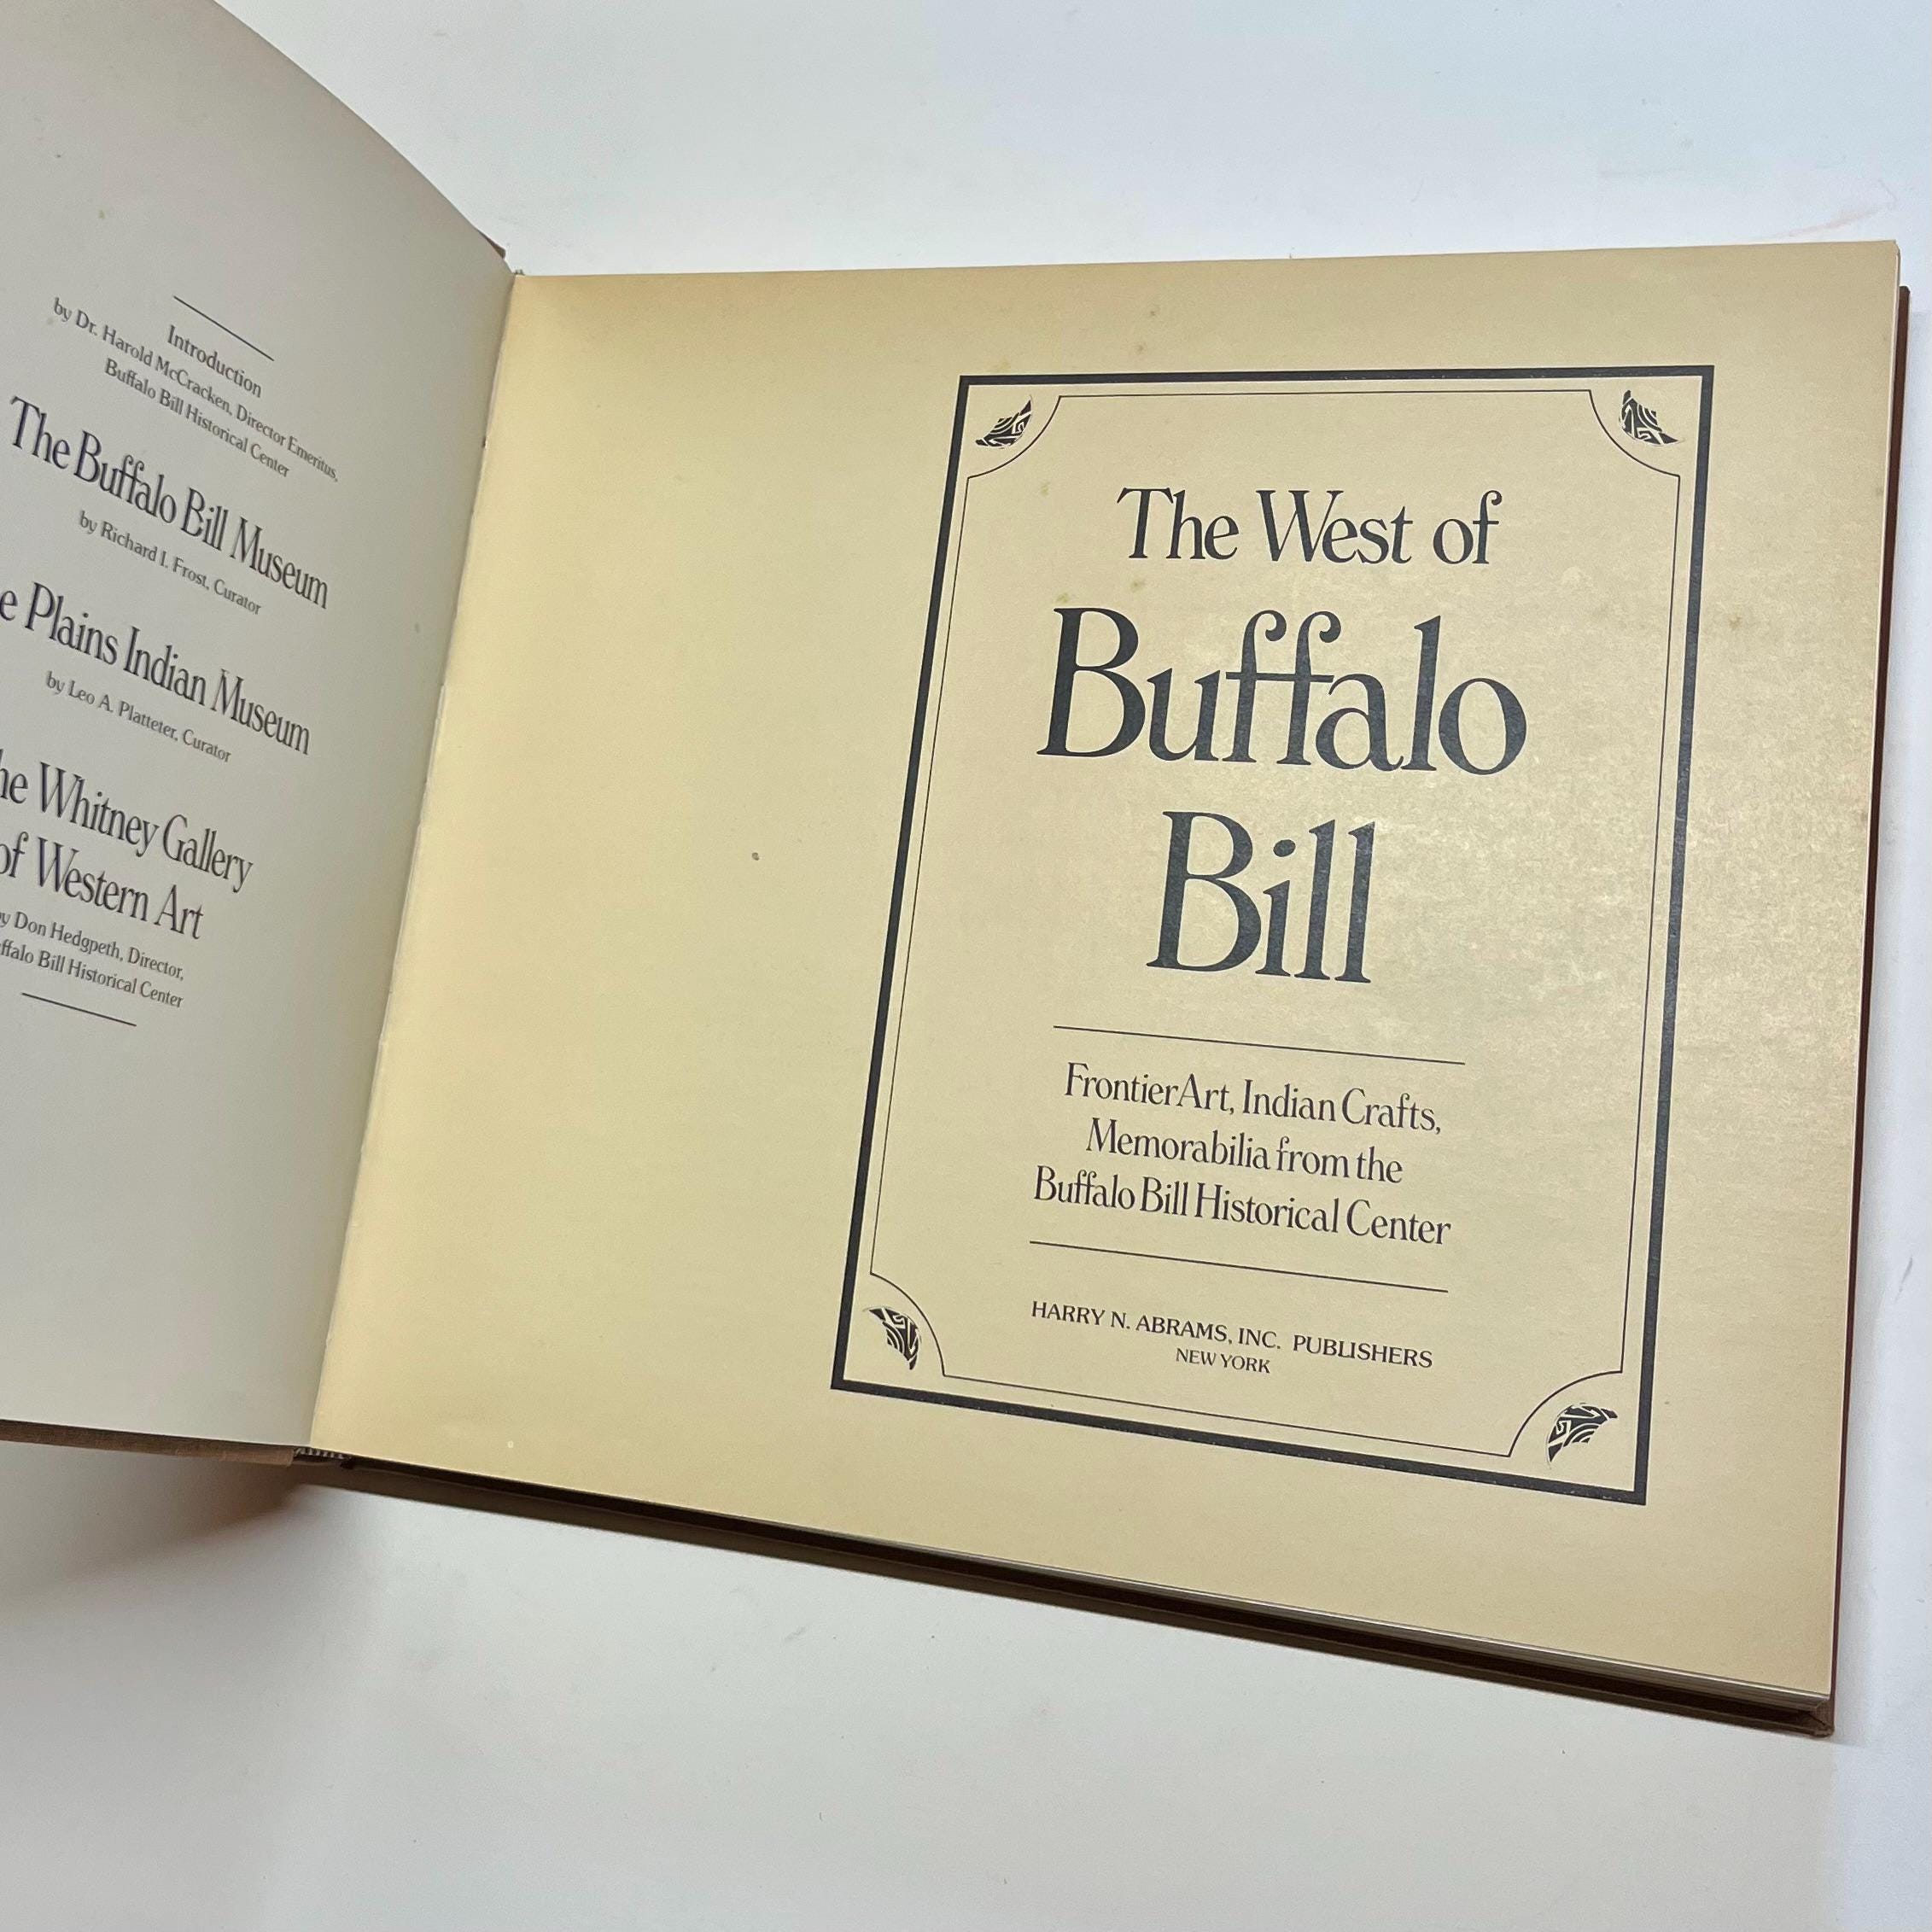 Introduction
by Dr. Harold McCracken, Director Emeritus,
Buffalo Bill Historical Center
The Buffalo Bill Museum
by Richard I. Frost, Curator
Plains Indian Museum
by Leo A. Platteter, Curator
Whitney Gallery
of Western Art
by Don Hedgpeth, Director,
Bill Historical Center
The West of
Buffalo
Bill
Frontier Art, Indian Crafts,
Memorabilia from the
Buffalo Bill Historical Center
HARRY N. ABRAMS, INC. PUBLISHERS
NEW YORK